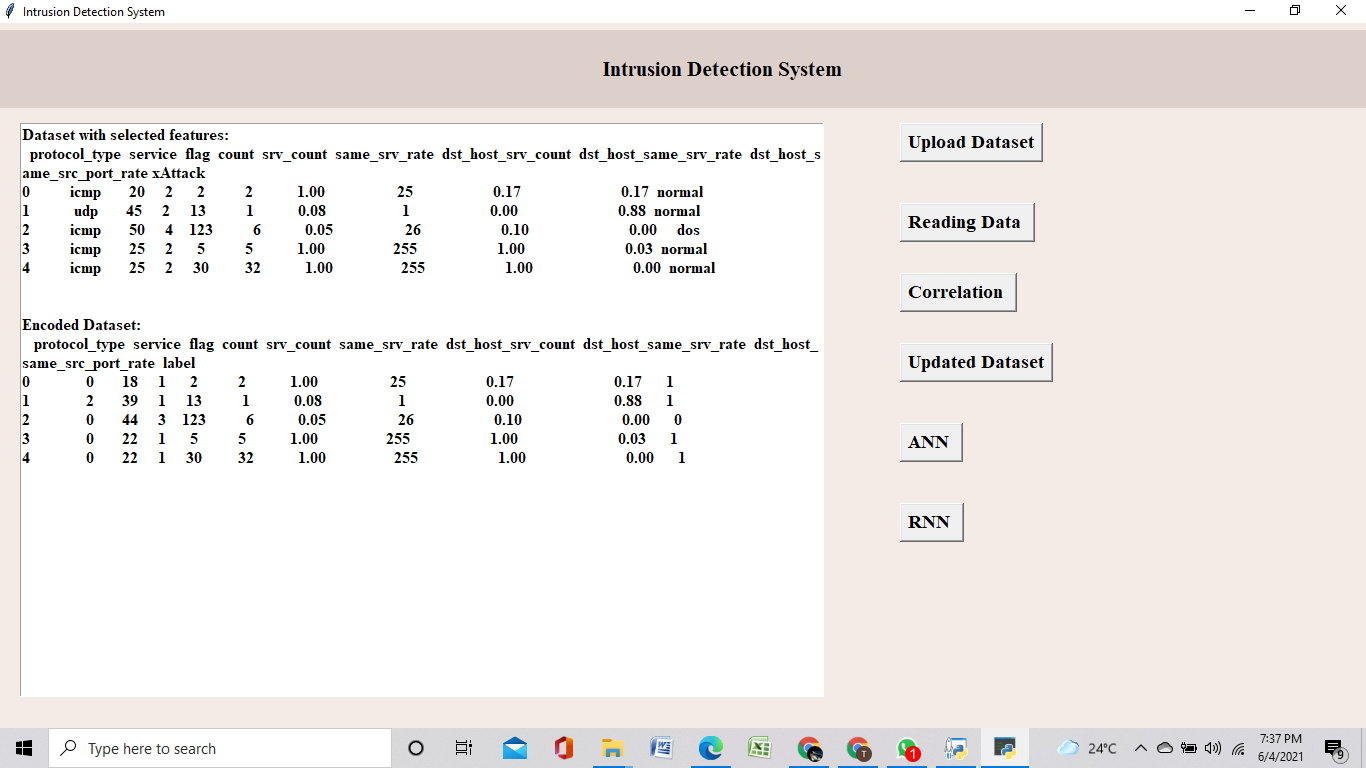 Intrusion Detection System
Intrusion Detection System
Dataset with selected features:
protocol_type service flag count srv_count same_srv_rate dst_host_srv_count dst_host_same_srv_rate dst_host_s
ame_src_port_rate xAttack
0 icmp 20 2 2 2 1.00 25 0.17 0.17 normal
1 udp 45 2 13 1 0.08 1 0.00 0.88 normal
2 icmp 50 4 123 6 0.05 26 0.10 0.00 dos
3 icmp 25 2 5 5 1.00 255 1.00 0.03 normal
4 icmp 25 2 30 32 1.00 255 1.00 0.00 normal
Encoded Dataset:
protocol_type service flag count srv_count same_srv_rate dst_host_srv_count dst_host_same_srv_rate dst_host_
same_src_port_rate label
0 0 18 1 2 2 1.00 25 0.17 0.17 1
1 2 39 1 13 1 0.08 1 0.00 0.88 1
2 0 44 3 123 6 0.05 26 0.10 0.00 0
3 0 22 1 5 5 1.00 255 1.00 0.03 1
4 0 22 1 30 32 1.00 255 1.00 0.00 1
Upload Dataset
Reading Data
Correlation
Updated Dataset
ANN
RNN
Type here to search
T
1
24°C
7:37 PM
6/4/2021
9